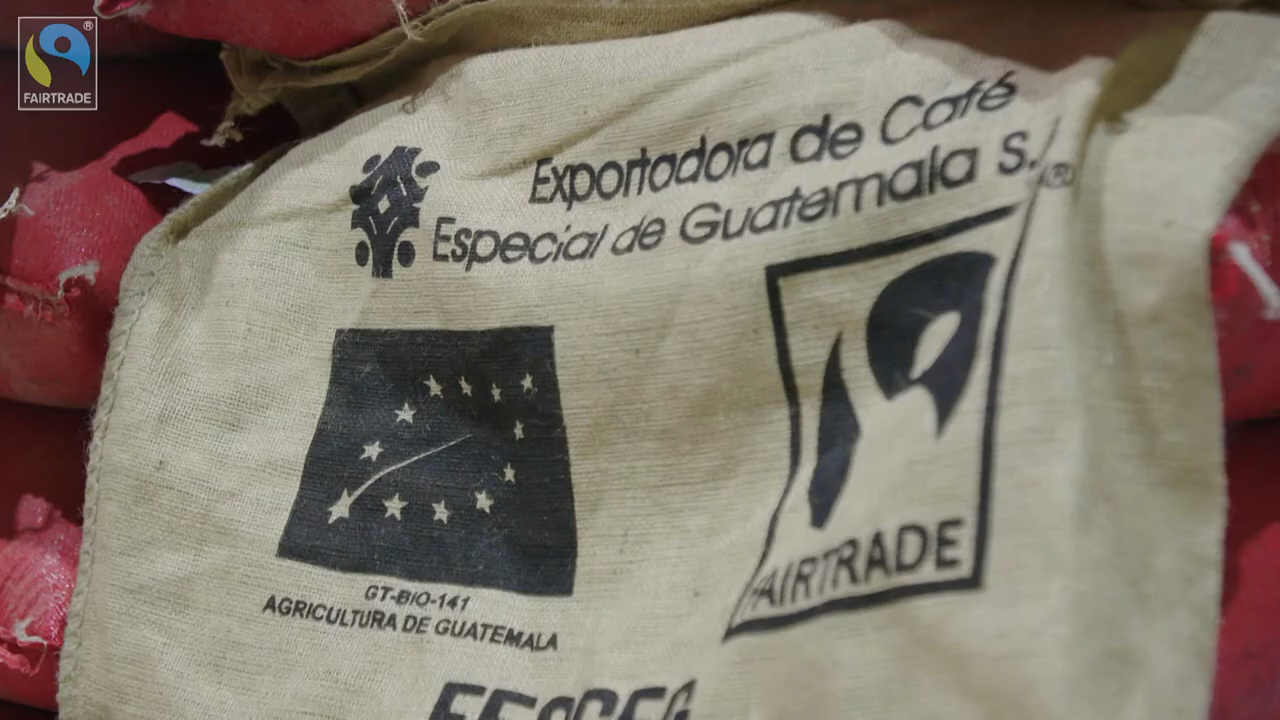 FAIRTRADE
Exportadora de Café
Especial de Guatemala S.
FAIRTRADE
GT-BIO-141
AGRICULTURA DE GUATEMALA